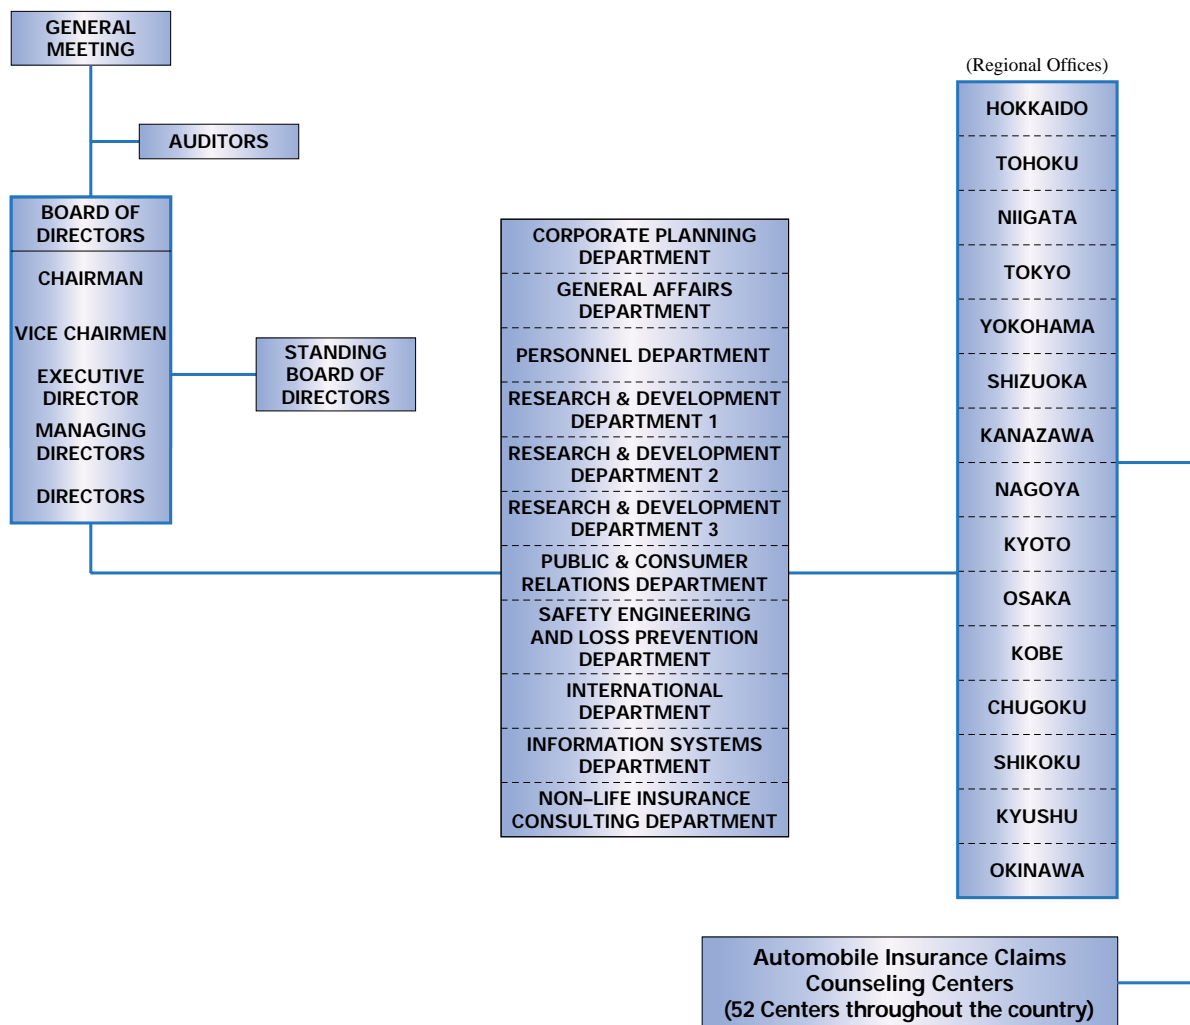 GENERAL
MEETING
AUDITORS
BOARD OF
DIRECTORS
CHAIRMAN
VICE CHAIRMEN
EXECUTIVE
DIRECTOR
MANAGING
DIRECTORS
DIRECTORS
STANDING
BOARD OF
DIRECTORS
CORPORATE PLANNING
DEPARTMENT
GENERAL AFFAIRS
DEPARTMENT
PERSONNEL DEPARTMENT
RESEARCH & DEVELOPMENT
DEPARTMENT 1
RESEARCH & DEVELOPMENT
DEPARTMENT 2
RESEARCH & DEVELOPMENT
DEPARTMENT 3
PUBLIC & CONSUMER
RELATIONS DEPARTMENT
SAFETY ENGINEERING
AND LOSS PREVENTION
DEPARTMENT
INTERNATIONAL
DEPARTMENT
INFORMATION SYSTEMS
DEPARTMENT
NON–LIFE INSURANCE
CONSULTING DEPARTMENT
(Regional Offices)
HOKKAIDO
TOHOKU
NIIGATA
TOKYO
YOKOHAMA
SHIZUOKA
KANAZAWA
NAGOYA
KYOTO
OSAKA
KOBE
CHUGOKU
SHIKOKU
KYUSHU
OKINAWA
Automobile Insurance Claims
Counseling Centers
(52 Centers throughout the country)